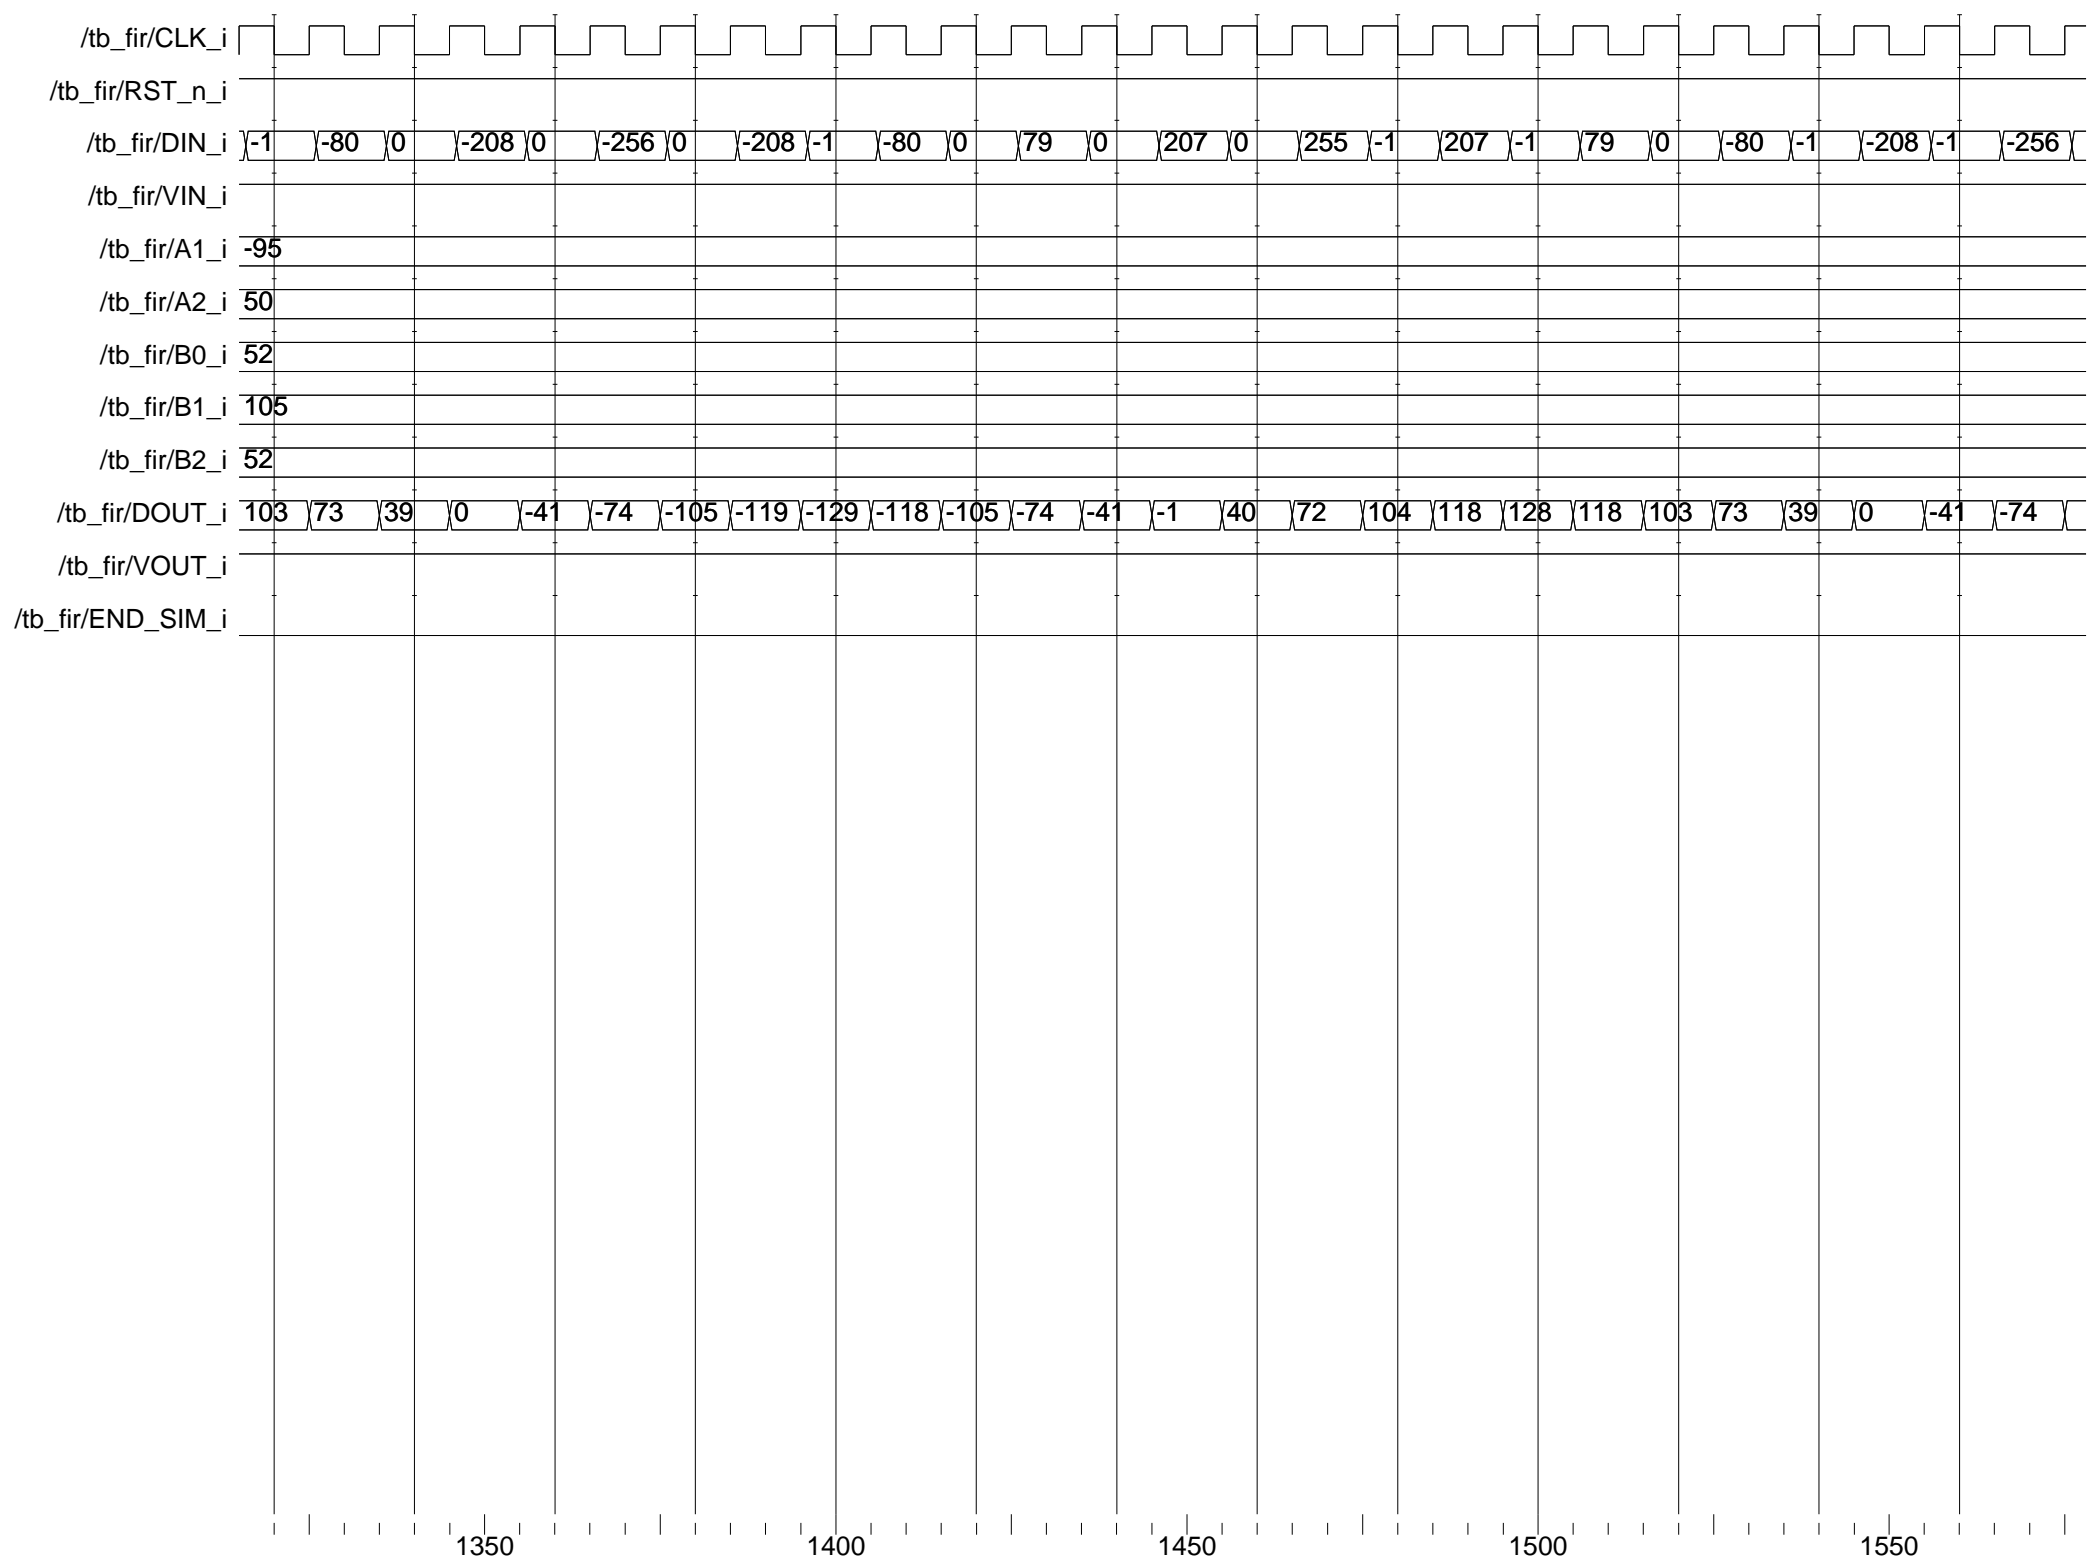 /tb_fir/CLK_i
/tb_fir/RST_n_i
/tb_fir/DIN_i -1 -80 0 -208 0 -256 0 -208 -1 -80 0 79 0 207 0 255 -1 207 -1 79 0 -80 -1 -208 -1 -256
/tb_fir/VIN_i
/tb_fir/A1_i -95
/tb_fir/A2_i 50
/tb_fir/B0_i 52
/tb_fir/B1_i 105
/tb_fir/B2_i 52
/tb_fir/DOUT_i 103 73 39 0 -41 -74 -105 -119 -129 -118 -105 -74 -41 -1 40 72 104 118 128 118 103 73 39 0 -41 -74
/tb_fir/VOUT_i
/tb_fir/END_SIM_i
1350 1400 1450 1500 1550